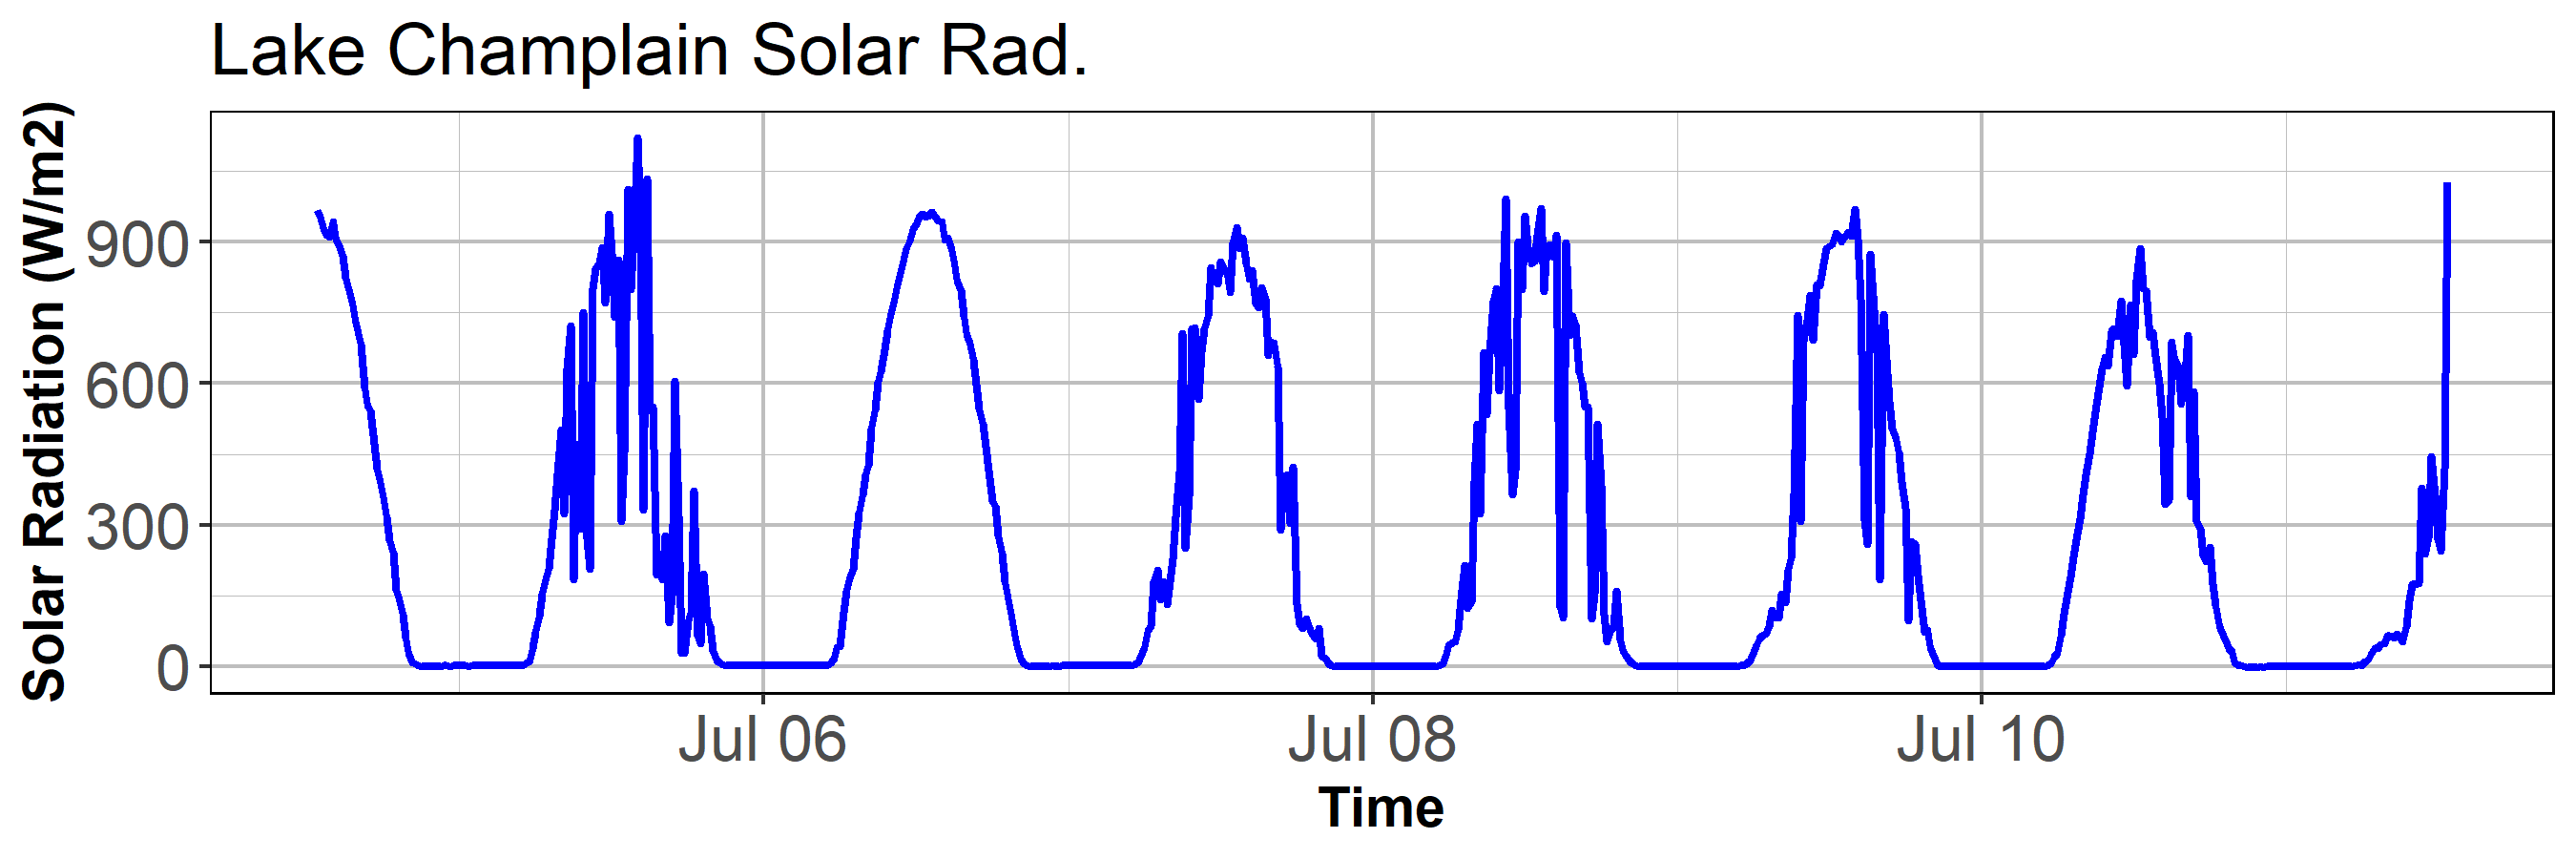 Lake Champlain Solar Rad.
Solar Radiation (W/m2)
900
600
300
0
Jul 06
Jul 08
Jul 10
Time